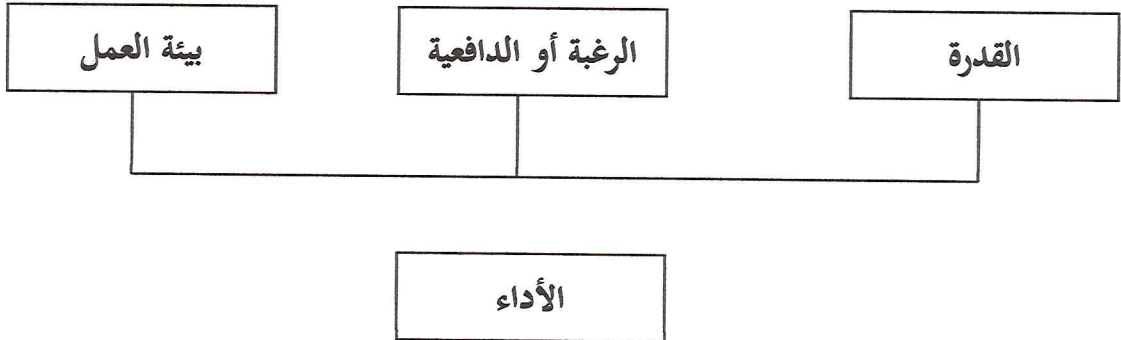 القدرة
الرغبة أو الدافعية
بيئة العمل
الأداء